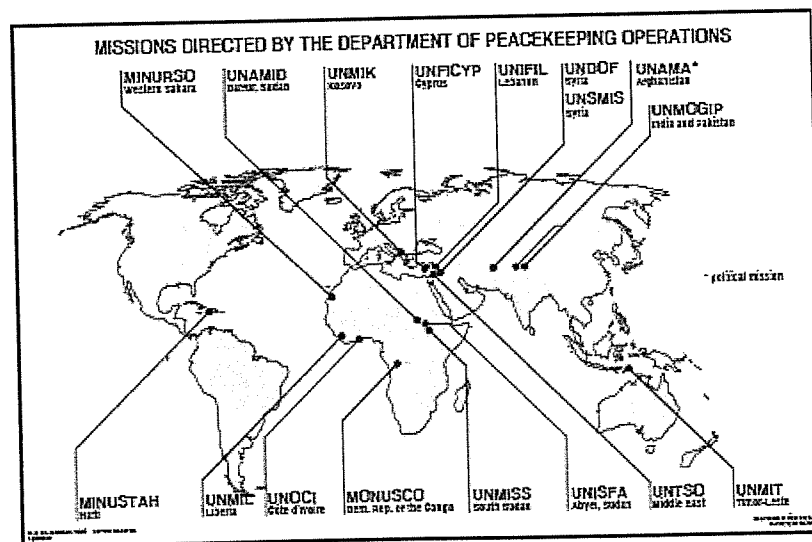 MISSIONS DIRECTED BY THE DEPARTMENT OF PEACEKEEPING OPERATIONS
MINURSO
Western Sahara
UNAMID
Darfur, Sudan
UNMIK
Kosovo
UNFICYP
Cyprus
UNIFIL
Lebanon
UNDOF
Syria
UNSMIS
Syria
UNAMA*
Afghanistan
UNMOGIP
India and Pakistan
* political mission
MINUSTAH
Haiti
UNMIL
Liberia
UNOCI
Cote d'Ivoire
MONUSCO
Dem. Rep. of the Congo
UNMISS
South Sudan
UNISFA
Abyei, Sudan
UNTSO
Middle east
UNMIT
Timor-Leste